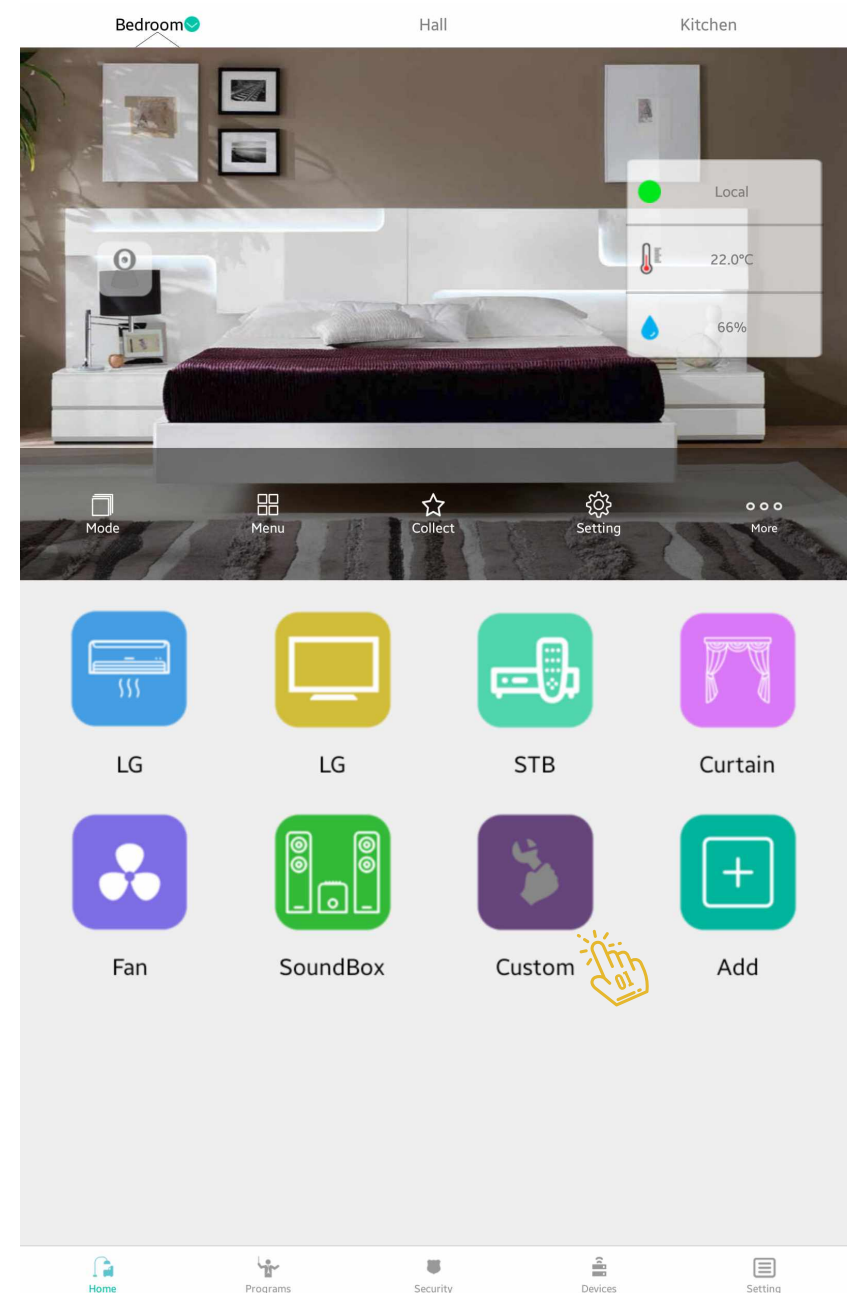 Bedroom Hall Kitchen
Local
E
22.0°C
66%
Mode Menu Collect Setting More
LG LG STB Curtain
Fan SoundBox Custom Add
01
Home Programs Security Devices Setting